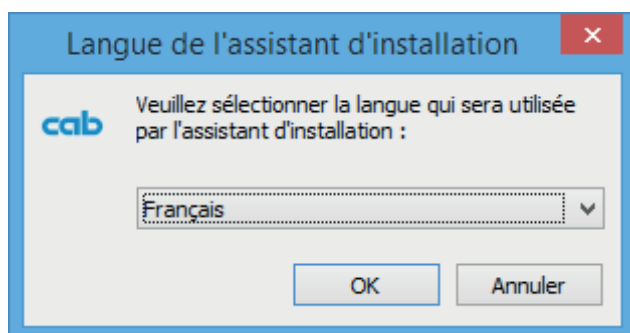 Langue de l'assistant d'installation
cab
Veuillez sélectionner la langue qui sera utilisée
par l'assistant d'installation :
Français
OK
Annuler